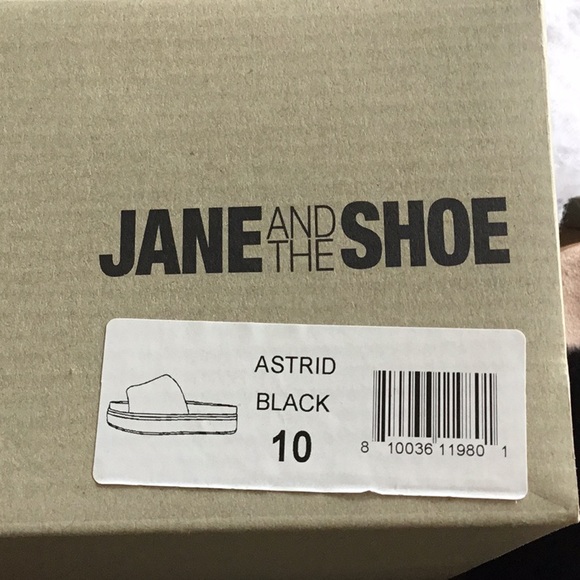 JANE AND THE SHOE
ASTRID
BLACK
10
8 10036 11980 1